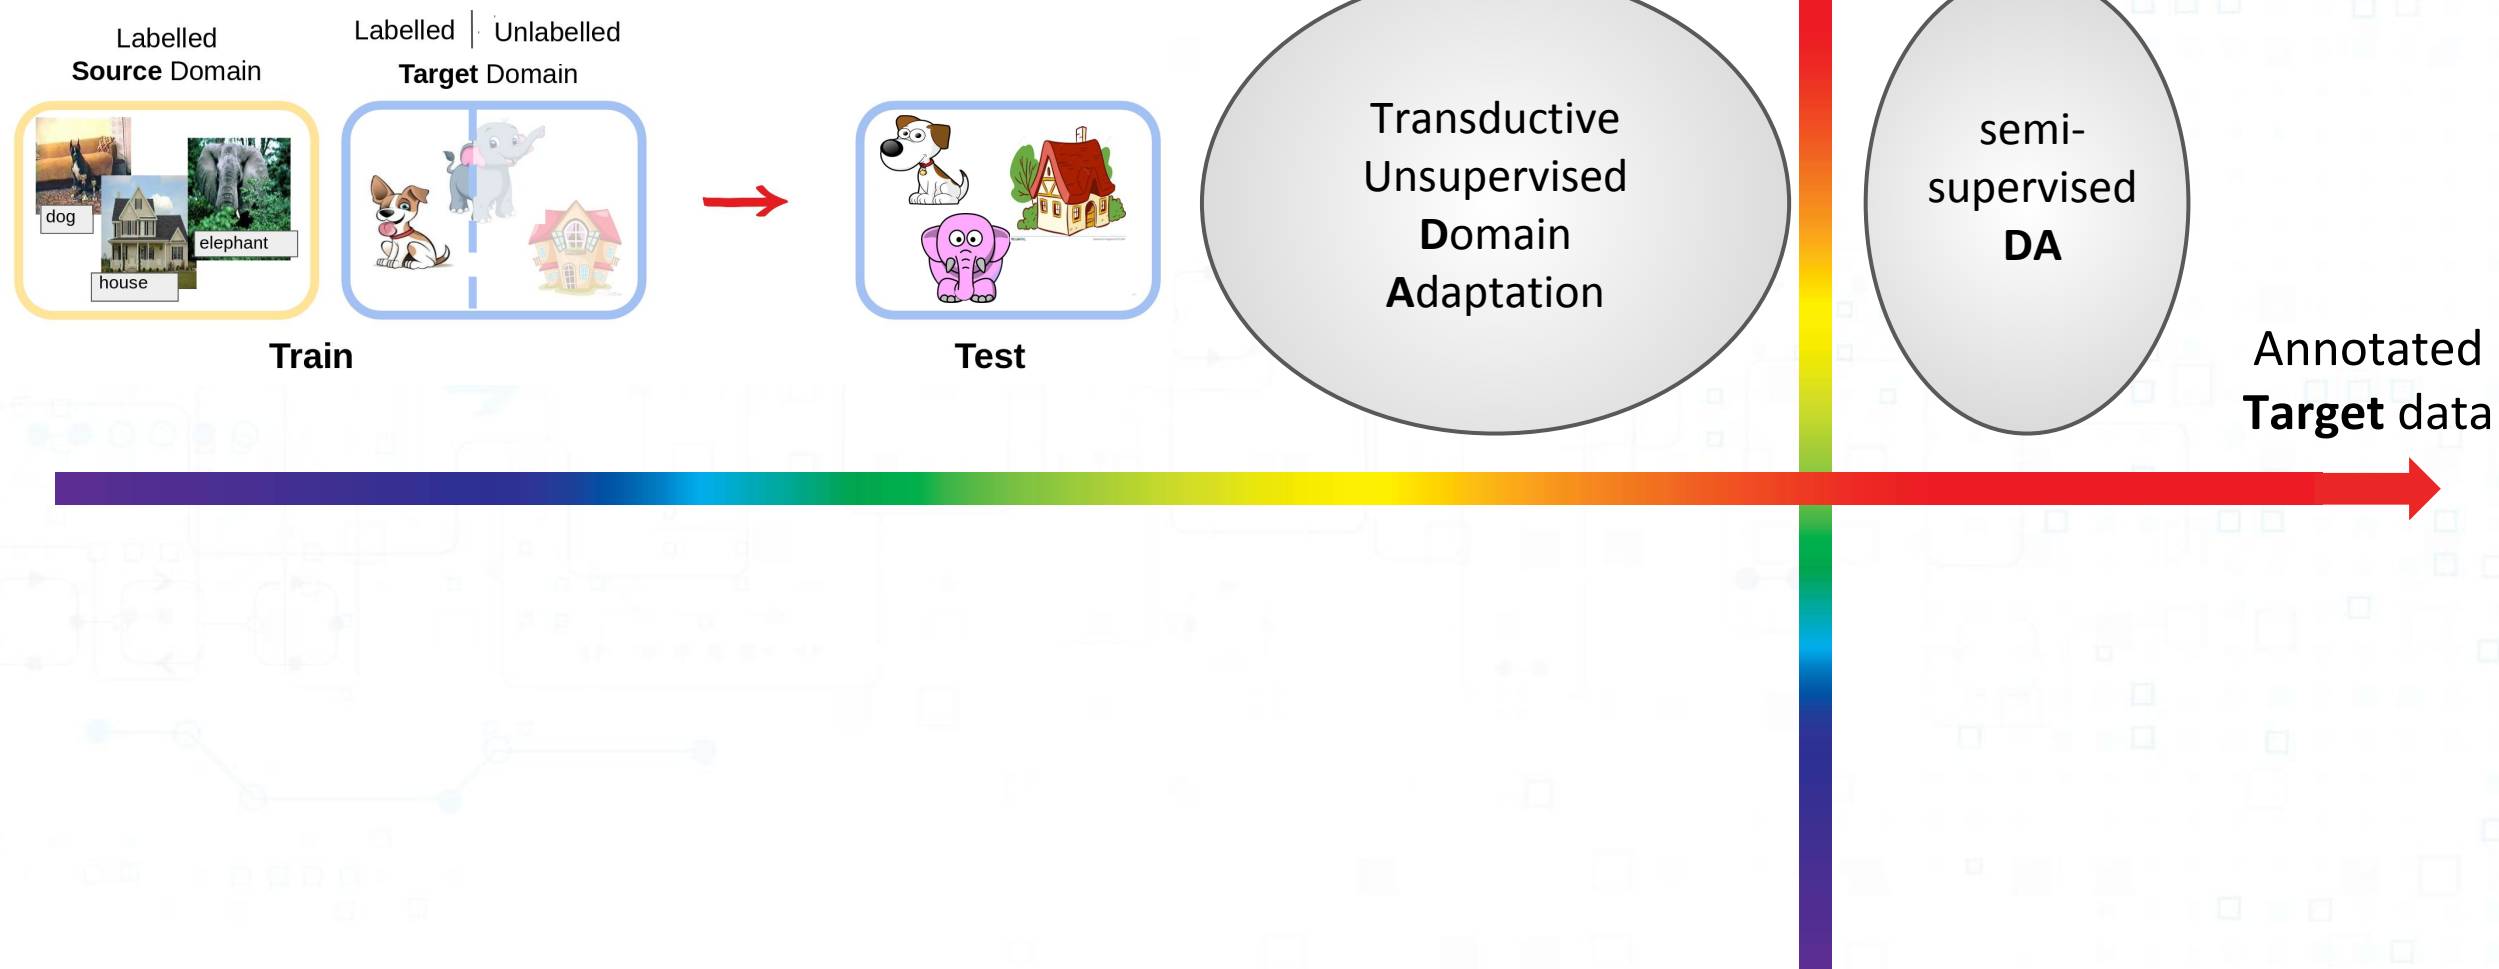 Labelled
Source Domain
Labelled | Unlabelled
Target Domain
dog
house
elephant
Train
Test
Transductive
Unsupervised
Domain
Adaptation
semi-
supervised
DA
Annotated
Target data